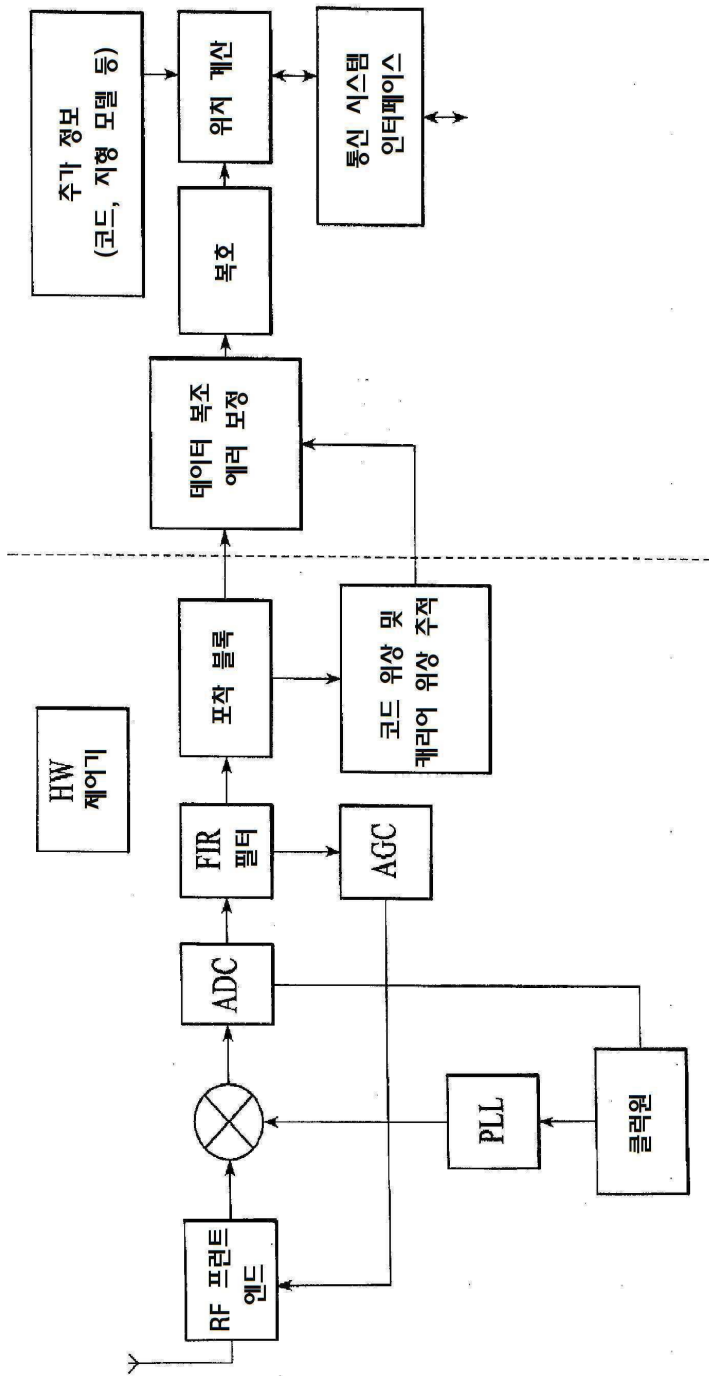 RF 프런트
엔드
ADC
FIR
필터
AGC
PLL
클럭원
HW
제어기
포착 블록
코드 위상 및
캐리어 위상 추적
데이터 복조
에러 보정
복호
추가 정보
(코드, 지형 모델 등)
위치 계산
통신 시스템
인터페이스